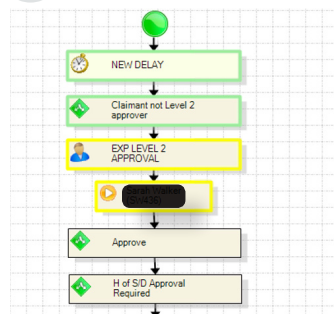 NEW DELAY
Claimant not Level 2
approver
EXP LEVEL 2
APPROVAL
Approve
H of S/D Approval
Required